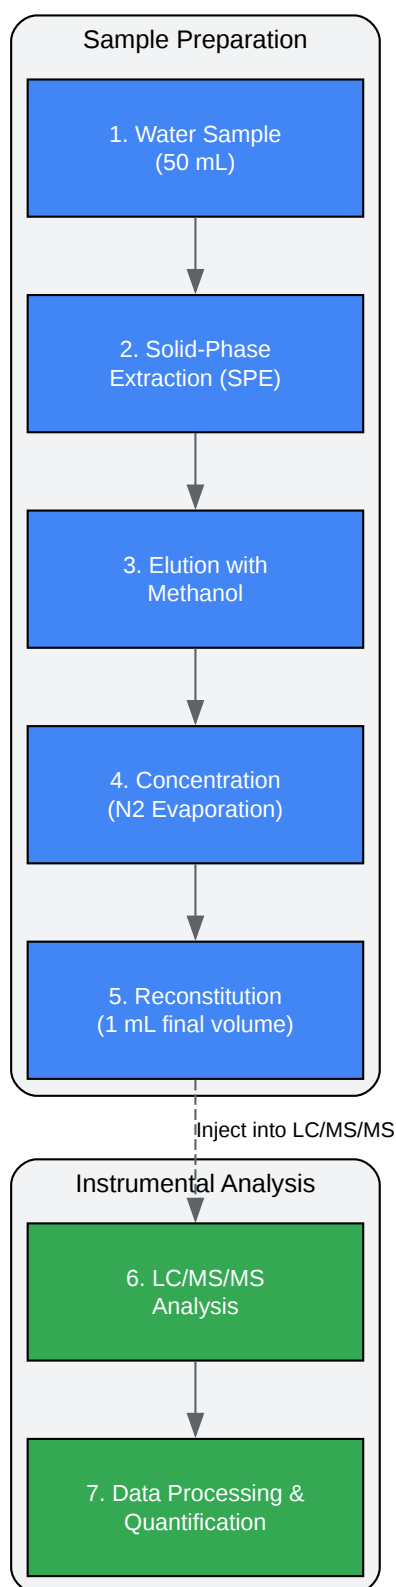 Sample Preparation
1. Water Sample
(50 mL)
2. Solid-Phase
Extraction (SPE)
3. Elution with
Methanol
4. Concentration
(N2 Evaporation)
5. Reconstitution
(1 mL final volume)
Inject into LC/MS/MS
Instrumental Analysis
6. LC/MS/MS
Analysis
7. Data Processing &
Quantification